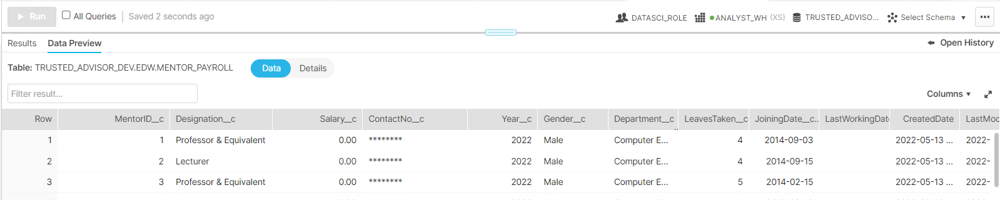 Run All Queries Saved 2 seconds ago DATASCI_ROLE ANALYST_WH (XS) TRUSTED_ADVISO... Select Schema
Results Data Preview Open History
Table: TRUSTED_ADVISOR_DEV.EDW.MENTOR_PAYROLL Data Details
Filter result... Columns
Row MentorID__c Designation__c Salary__c ContactNo__c Year__c Gender__c Department__c LeavesTaken__c JoiningDate__c... LastWorkingDate CreatedDate LastMod
1 1 Professor & Equivalent 0.00 ******** 2022 Male Computer E... 4 2014-09-03 2022-05-13 ... 2022-
2 2 Lecturer 0.00 ******** 2022 Male Computer E... 4 2014-09-15 2022-05-13 ... 2022-
3 3 Professor & Equivalent 0.00 ******** 2022 Male Computer E... 5 2014-02-15 2022-05-13 ... 2022-